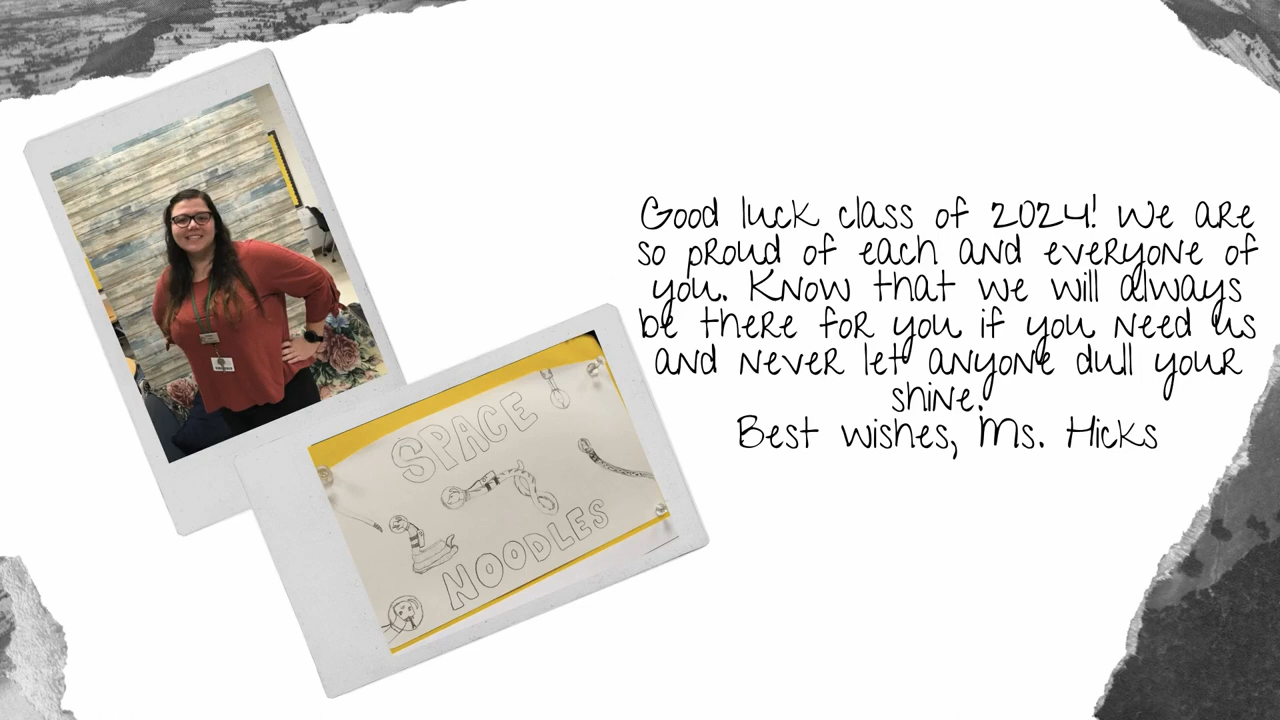 Good luck class of 2024! We are
so proud of each and everyone of
you. Know that we will always
be there for you if you need us
and never let anyone dull your
shine.
Best wishes, Ms. Hicks
SPACE
NOODLES